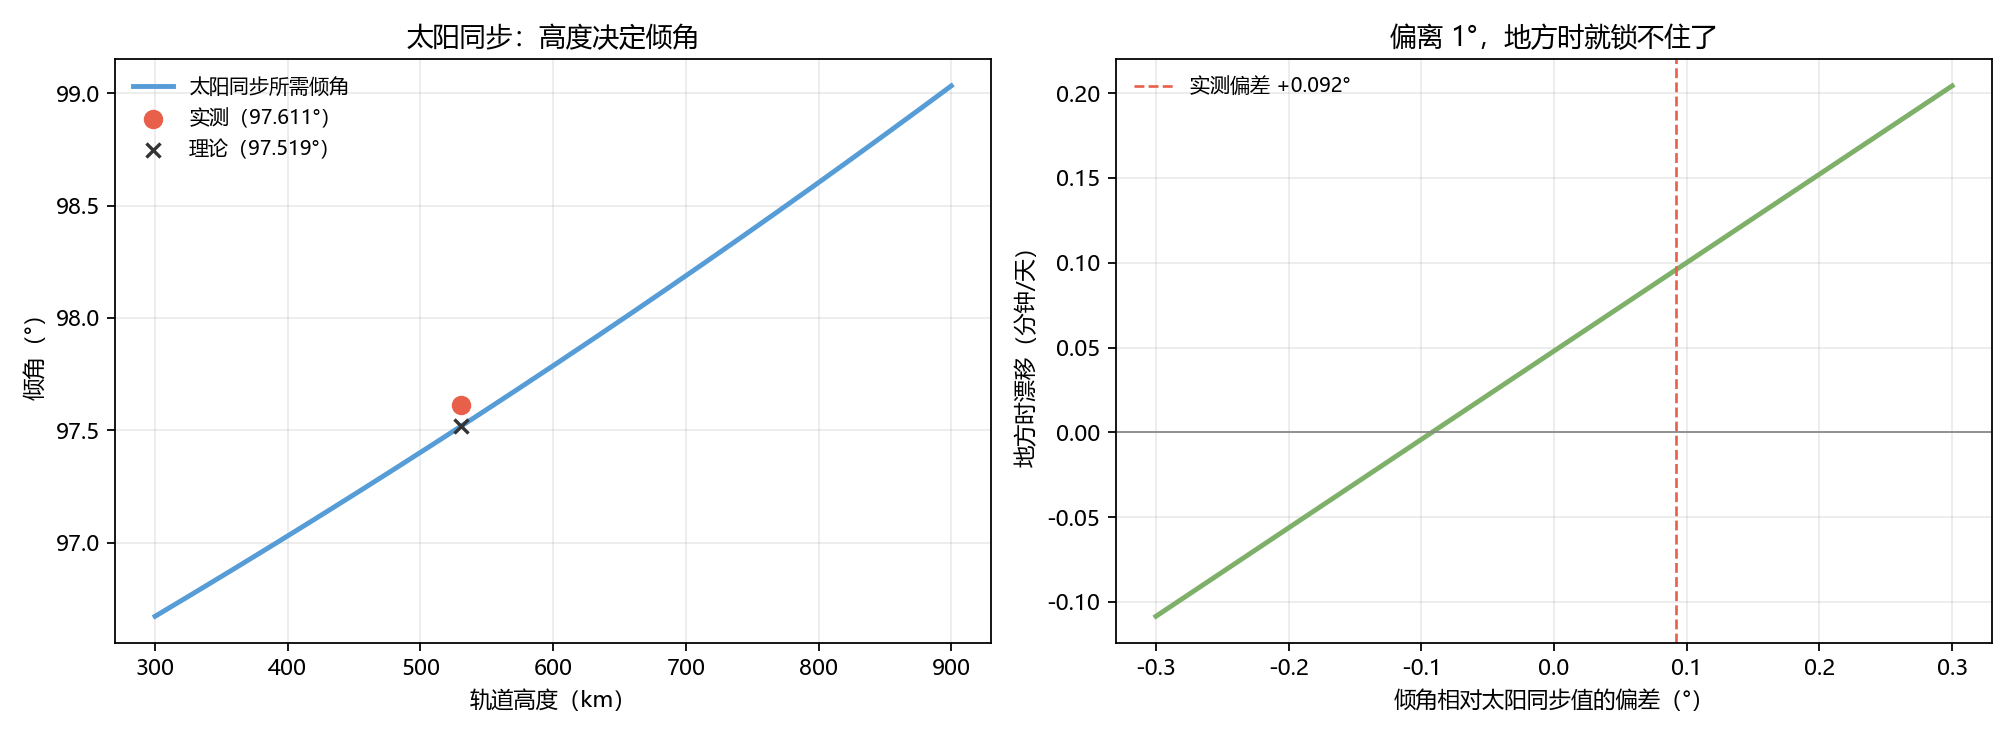 太阳同步：高度决定倾角
太阳同步所需倾角
实测（97.611°）
理论（97.519°）
99.0
98.5
98.0
97.5
97.0
倾角（°）
300 400 500 600 700 800 900
轨道高度（km）
偏离 1°，地方时就锁不住了
实测偏差 +0.092°
0.20
0.15
0.10
0.05
0.00
-0.05
-0.10
地方时漂移（分钟/天）
-0.3 -0.2 -0.1 0.0 0.1 0.2 0.3
倾角相对太阳同步值的偏差（°）